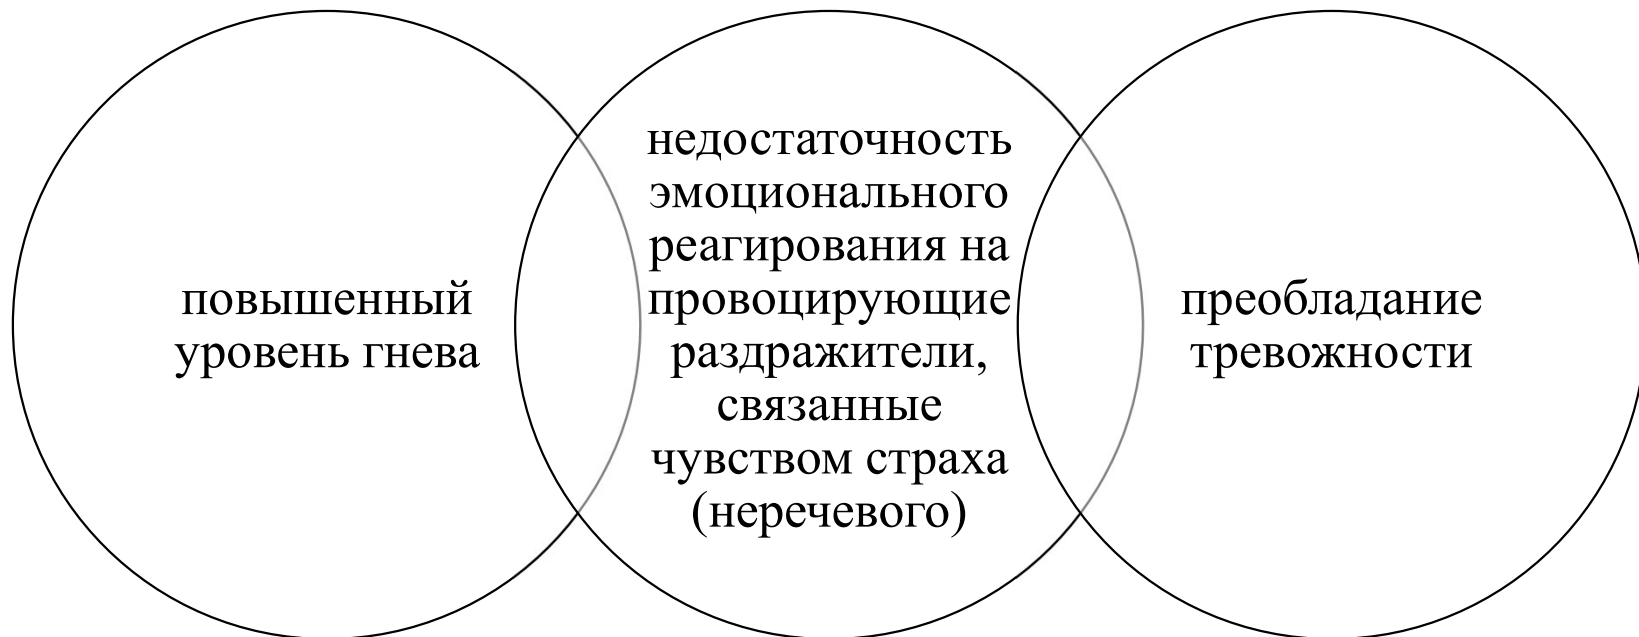 повышенный
уровень гнева
недостаточность
эмоционального
реагирования на
провоцирующие
раздражители,
связанные
чувством страха
(неречевого)
преобладание
тревожности